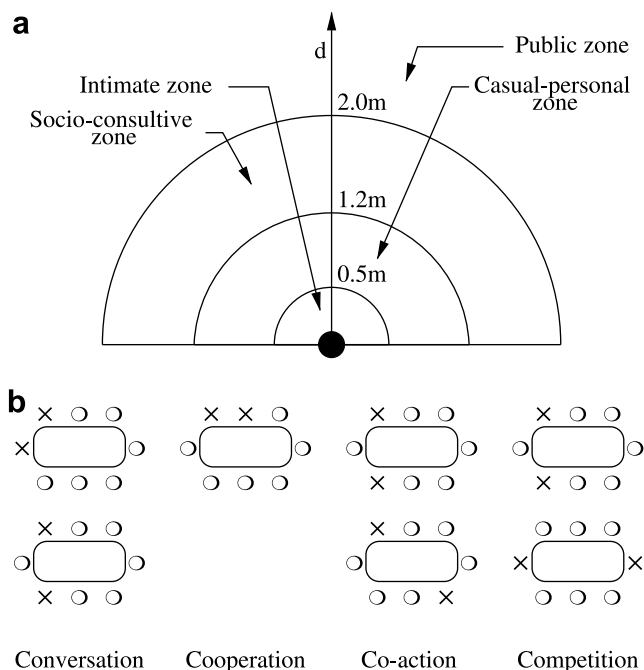 a
d
Public zone
Intimate zone
Casual-personal
zone
2.0m
Socio-consultive
zone
1.2m
0.5m
b
Conversation
Cooperation
Co-action
Competition